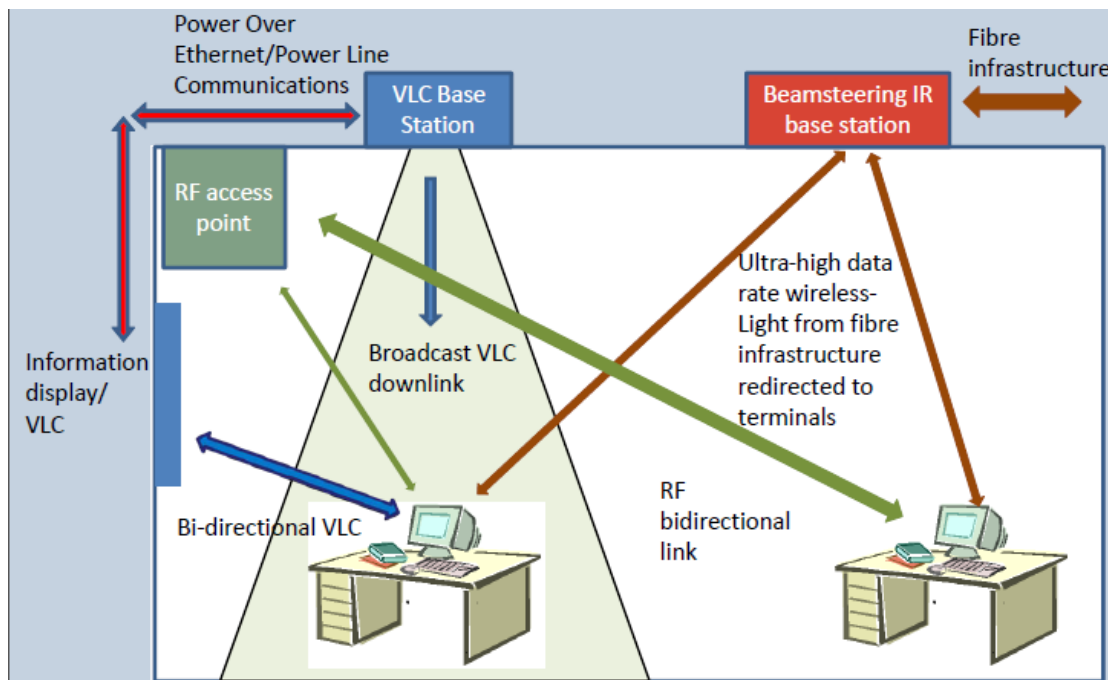 Power Over
Ethernet/Power Line
Communications
VLC Base
Station
Beamsteering IR
base station
Fibre
infrastructure
RF access
point
Ultra-high data
rate wireless-
Light from fibre
infrastructure
redirected to
terminals
Broadcast VLC
downlink
Information
display/
VLC
Bi-directional VLC
RF
bidirectional
link